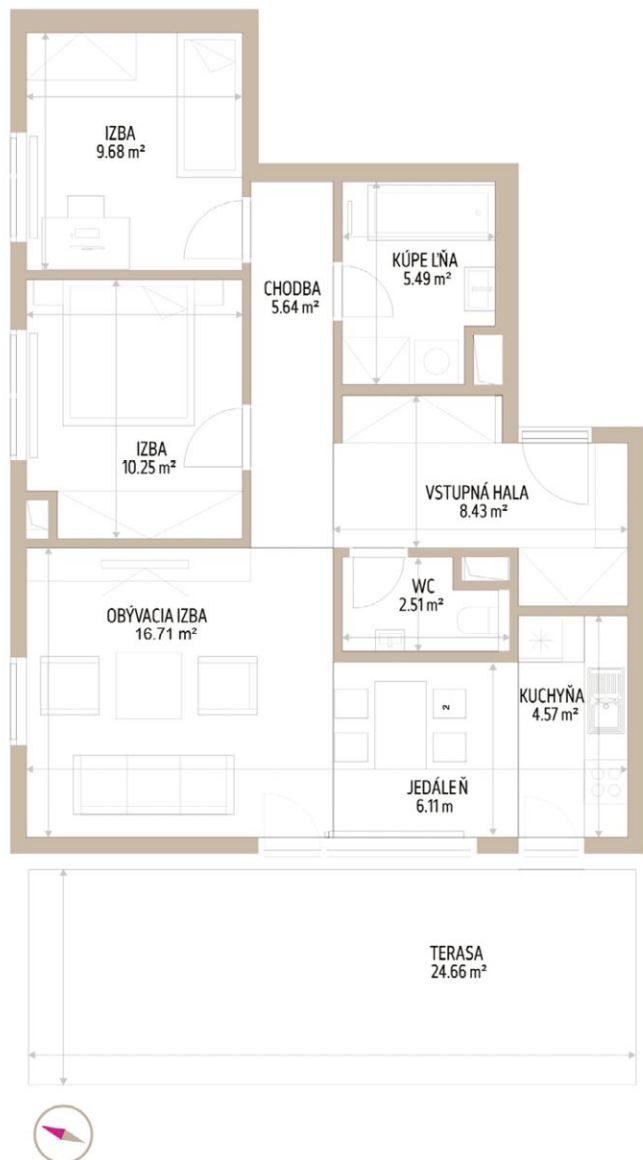 IZBA
9.68 m²
KÚPE ĽŇA
5.49 m²
CHODBA
5.64 m²
IZBA
10.25 m²
VSTUPNÁ HALA
8.43 m²
WC
2.51 m²
OBÝVACIA IZBA
16.71 m²
KUCHYŇA
4.57 m²
2
JEDÁLE Ň
6.11 m
TERASA
24.66 m²